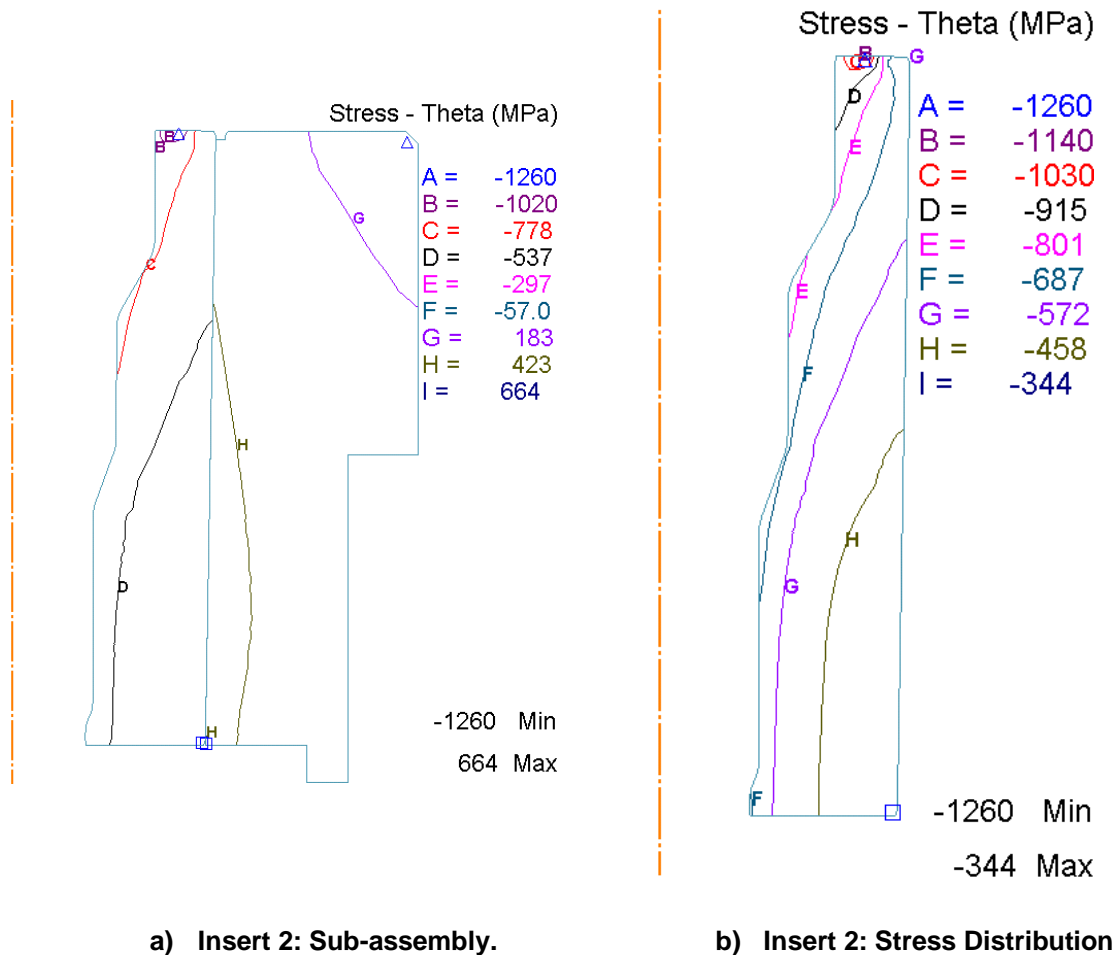 Stress - Theta (MPa)
A = -1260
B = -1020
C = -778
D = -537
E = -297
F = -57.0
G = 183
H = 423
I = 664
B
B
C
G
D
H
H
-1260 Min
664 Max
a) Insert 2: Sub-assembly.
Stress - Theta (MPa)
A = -1260
B = -1140
C = -1030
D = -915
E = -801
F = -687
G = -572
H = -458
I = -344
B
C
G
D
E
E
F
H
G
F
-1260 Min
-344 Max
b) Insert 2: Stress Distribution